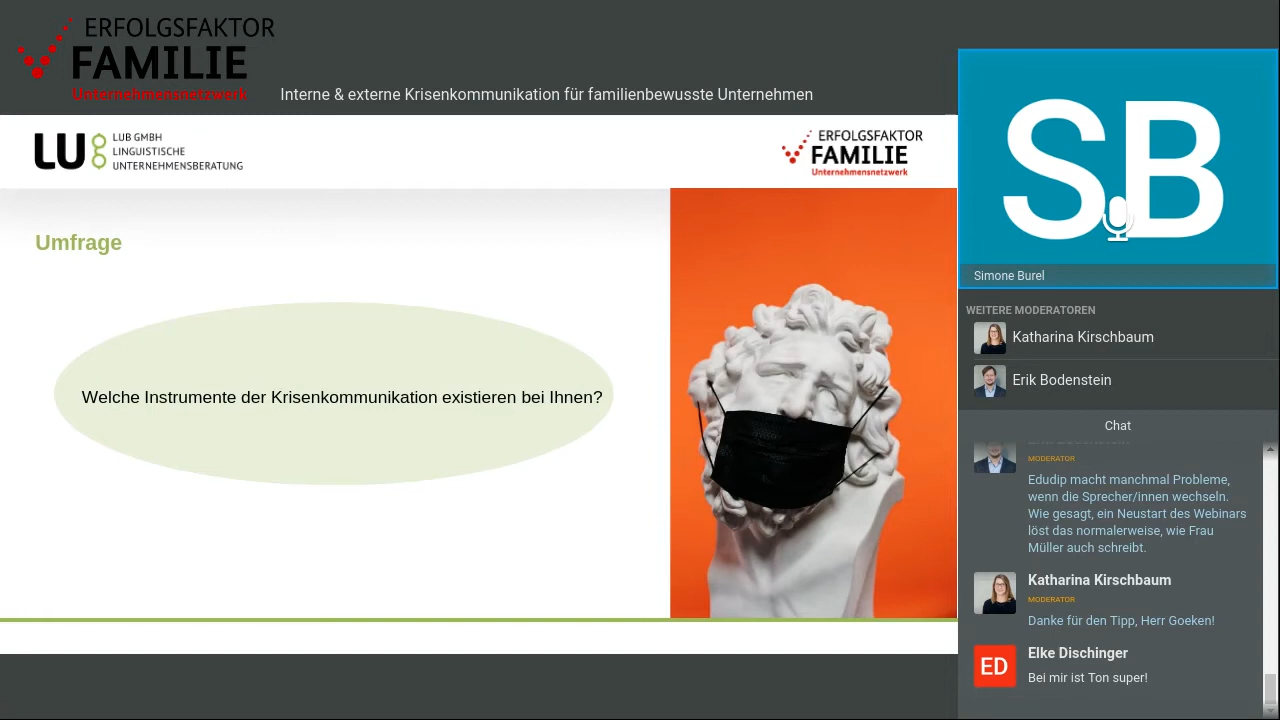 ERFOLGSFAKTOR
FAMILIE
Unternehmensnetzwerk
Interne & externe Krisenkommunikation für familienbewusste Unternehmen
LU
LUB GMBH
LINGUISTISCHE
UNTERNEHMENSBERATUNG
ERFOLGSFAKTOR
FAMILIE
Unternehmensnetzwerk
Umfrage
Welche Instrumente der Krisenkommunikation existieren bei Ihnen?
SB
Simone Burel
WEITERE MODERATOREN
Katharina Kirschbaum
Erik Bodenstein
Chat
MODERATOR
Edudip macht manchmal Probleme,
wenn die Sprecher/innen wechseln.
Wie gesagt, ein Neustart des Webinars
löst das normalerweise, wie Frau
Müller auch schreibt.
Katharina Kirschbaum
MODERATOR
Danke für den Tipp, Herr Goeken!
ED
Elke Dischinger
Bei mir ist Ton super!